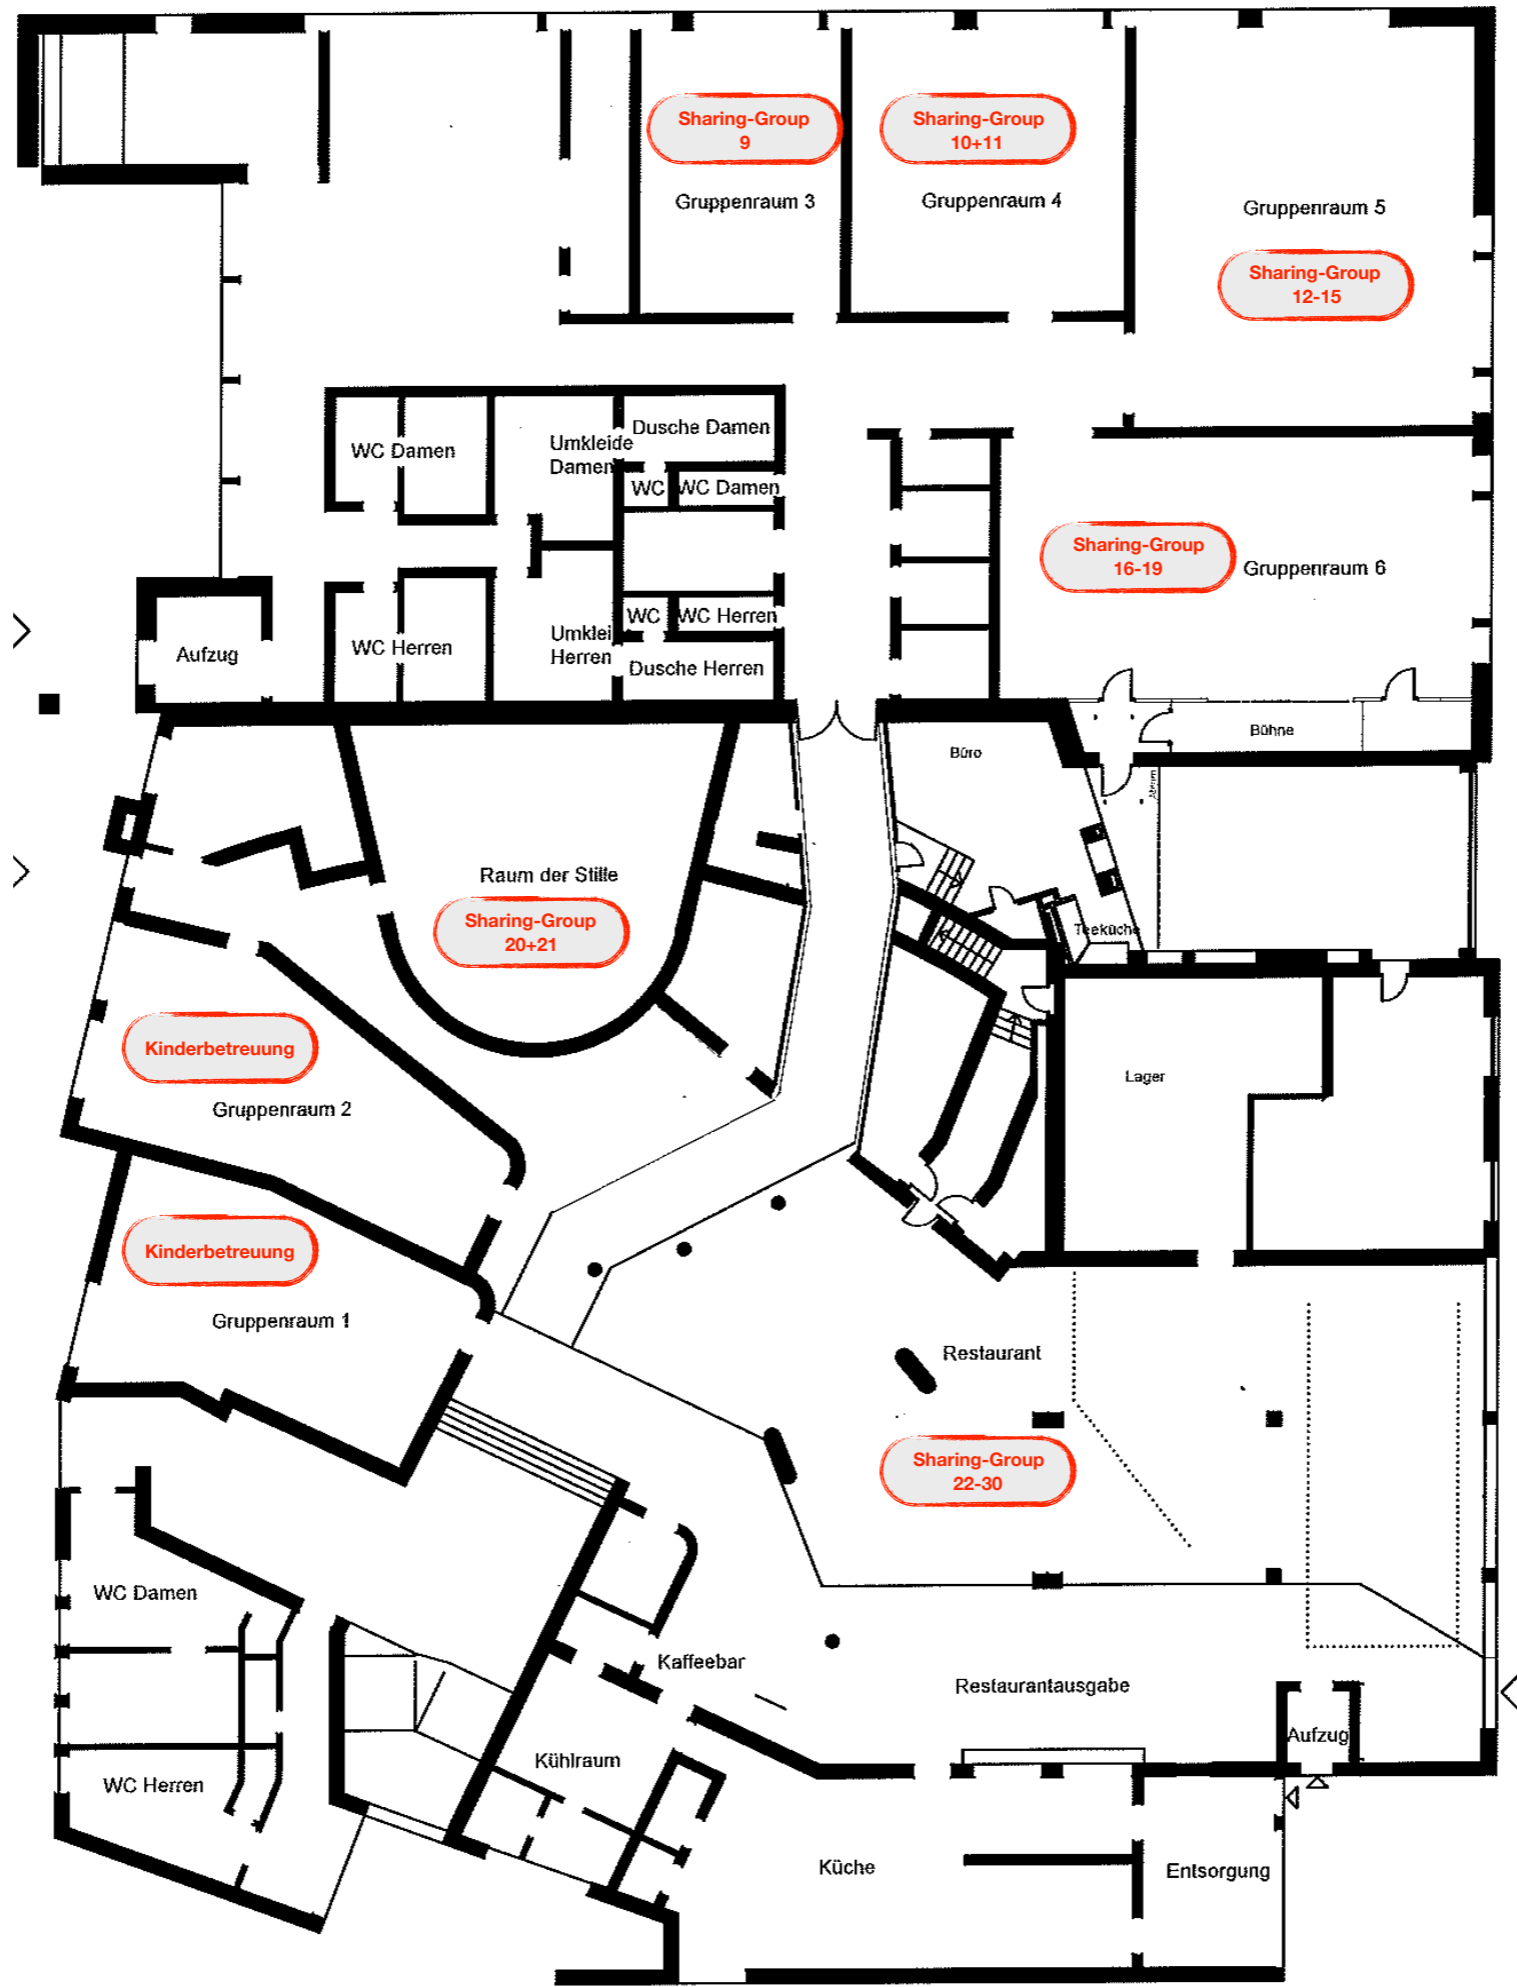 Sharing-Group
9
Sharing-Group
10+11
Gruppenraum 3
Gruppenraum 4
Gruppenraum 5
Sharing-Group
12-15
WC Damen
Umkleide
Damen
Dusche Damen
WC
WC Damen
Sharing-Group
16-19
Gruppenraum 6
WC
WC Herren
Aufzug
WC Herren
Umklei
Herren
Dusche Herren
Büro
Bühne
Raum der Stille
Sharing-Group
20+21
Teeküche
Kinderbetreuung
Gruppenraum 2
Lager
Kinderbetreuung
Gruppenraum 1
Restaurant
Sharing-Group
22-30
WC Damen
Kaffeebar
Restaurantausgabe
Aufzug
Kühlraum
WC Herren
Küche
Entsorgung